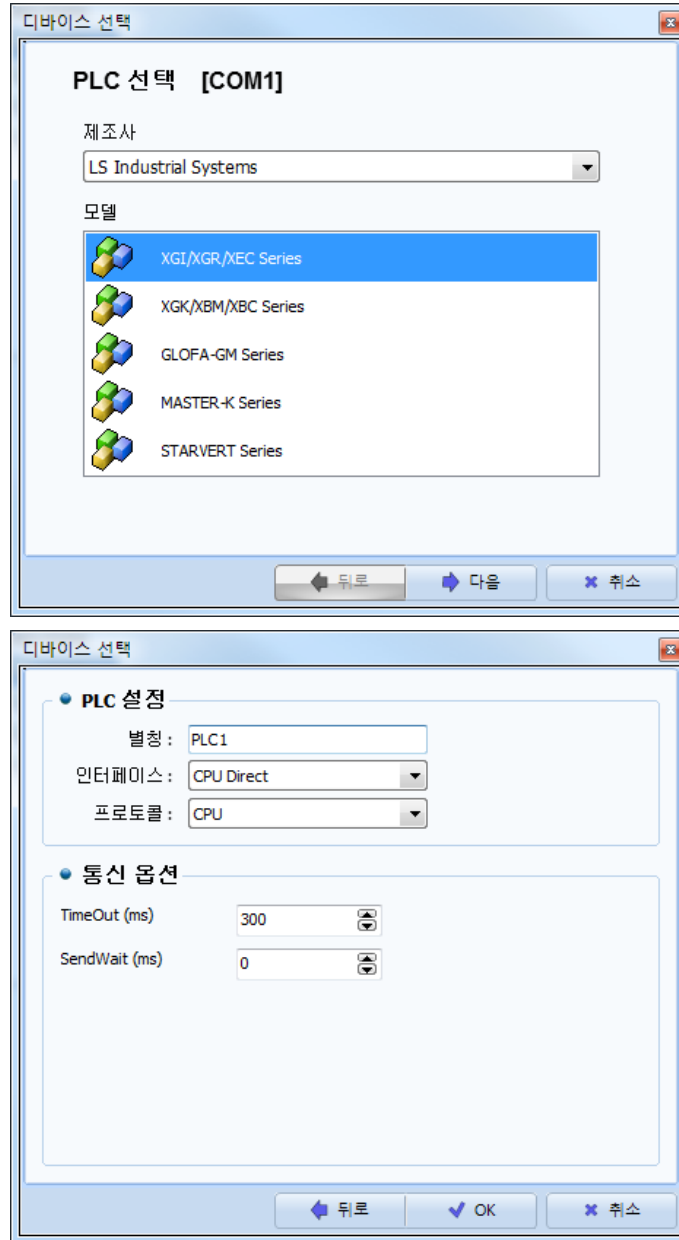 디바이스 선택
PLC 선택 [COM1]
제조사
LS Industrial Systems
모델
XGI/XGR/XEC Series
XGK/XBM/XBC Series
GLOFA-GM Series
MASTER-K Series
STARVERT Series
뒤로 다음 취소
디바이스 선택
PLC 설정
별칭 : PLC1
인터페이스 : CPU Direct
프로토콜 : CPU
통신 옵션
TimeOut (ms) 300
SendWait (ms) 0
뒤로 OK 취소